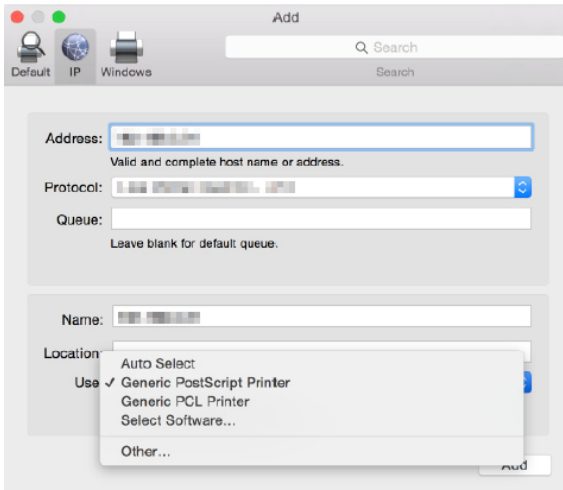 Add
Search
Default IP Windows
Search
Address:
Valid and complete host name or address.
Protocol:
Queue:
Leave blank for default queue.
Name:
Location:
Auto Select
Use ✓ Generic PostScript Printer
Generic PCL Printer
Select Software...
Other...
Add